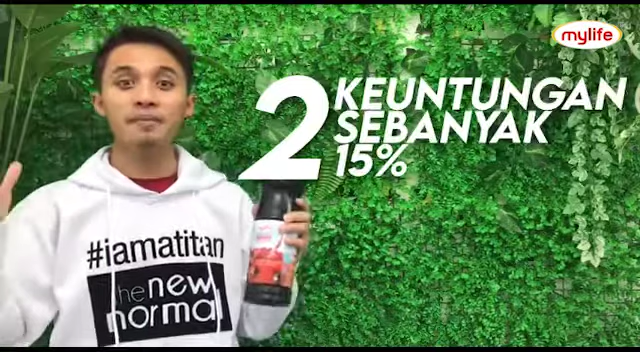 mylife
2 KEUNTUNGAN
SEBANYAK
15%
#iamatitan
the new
normal